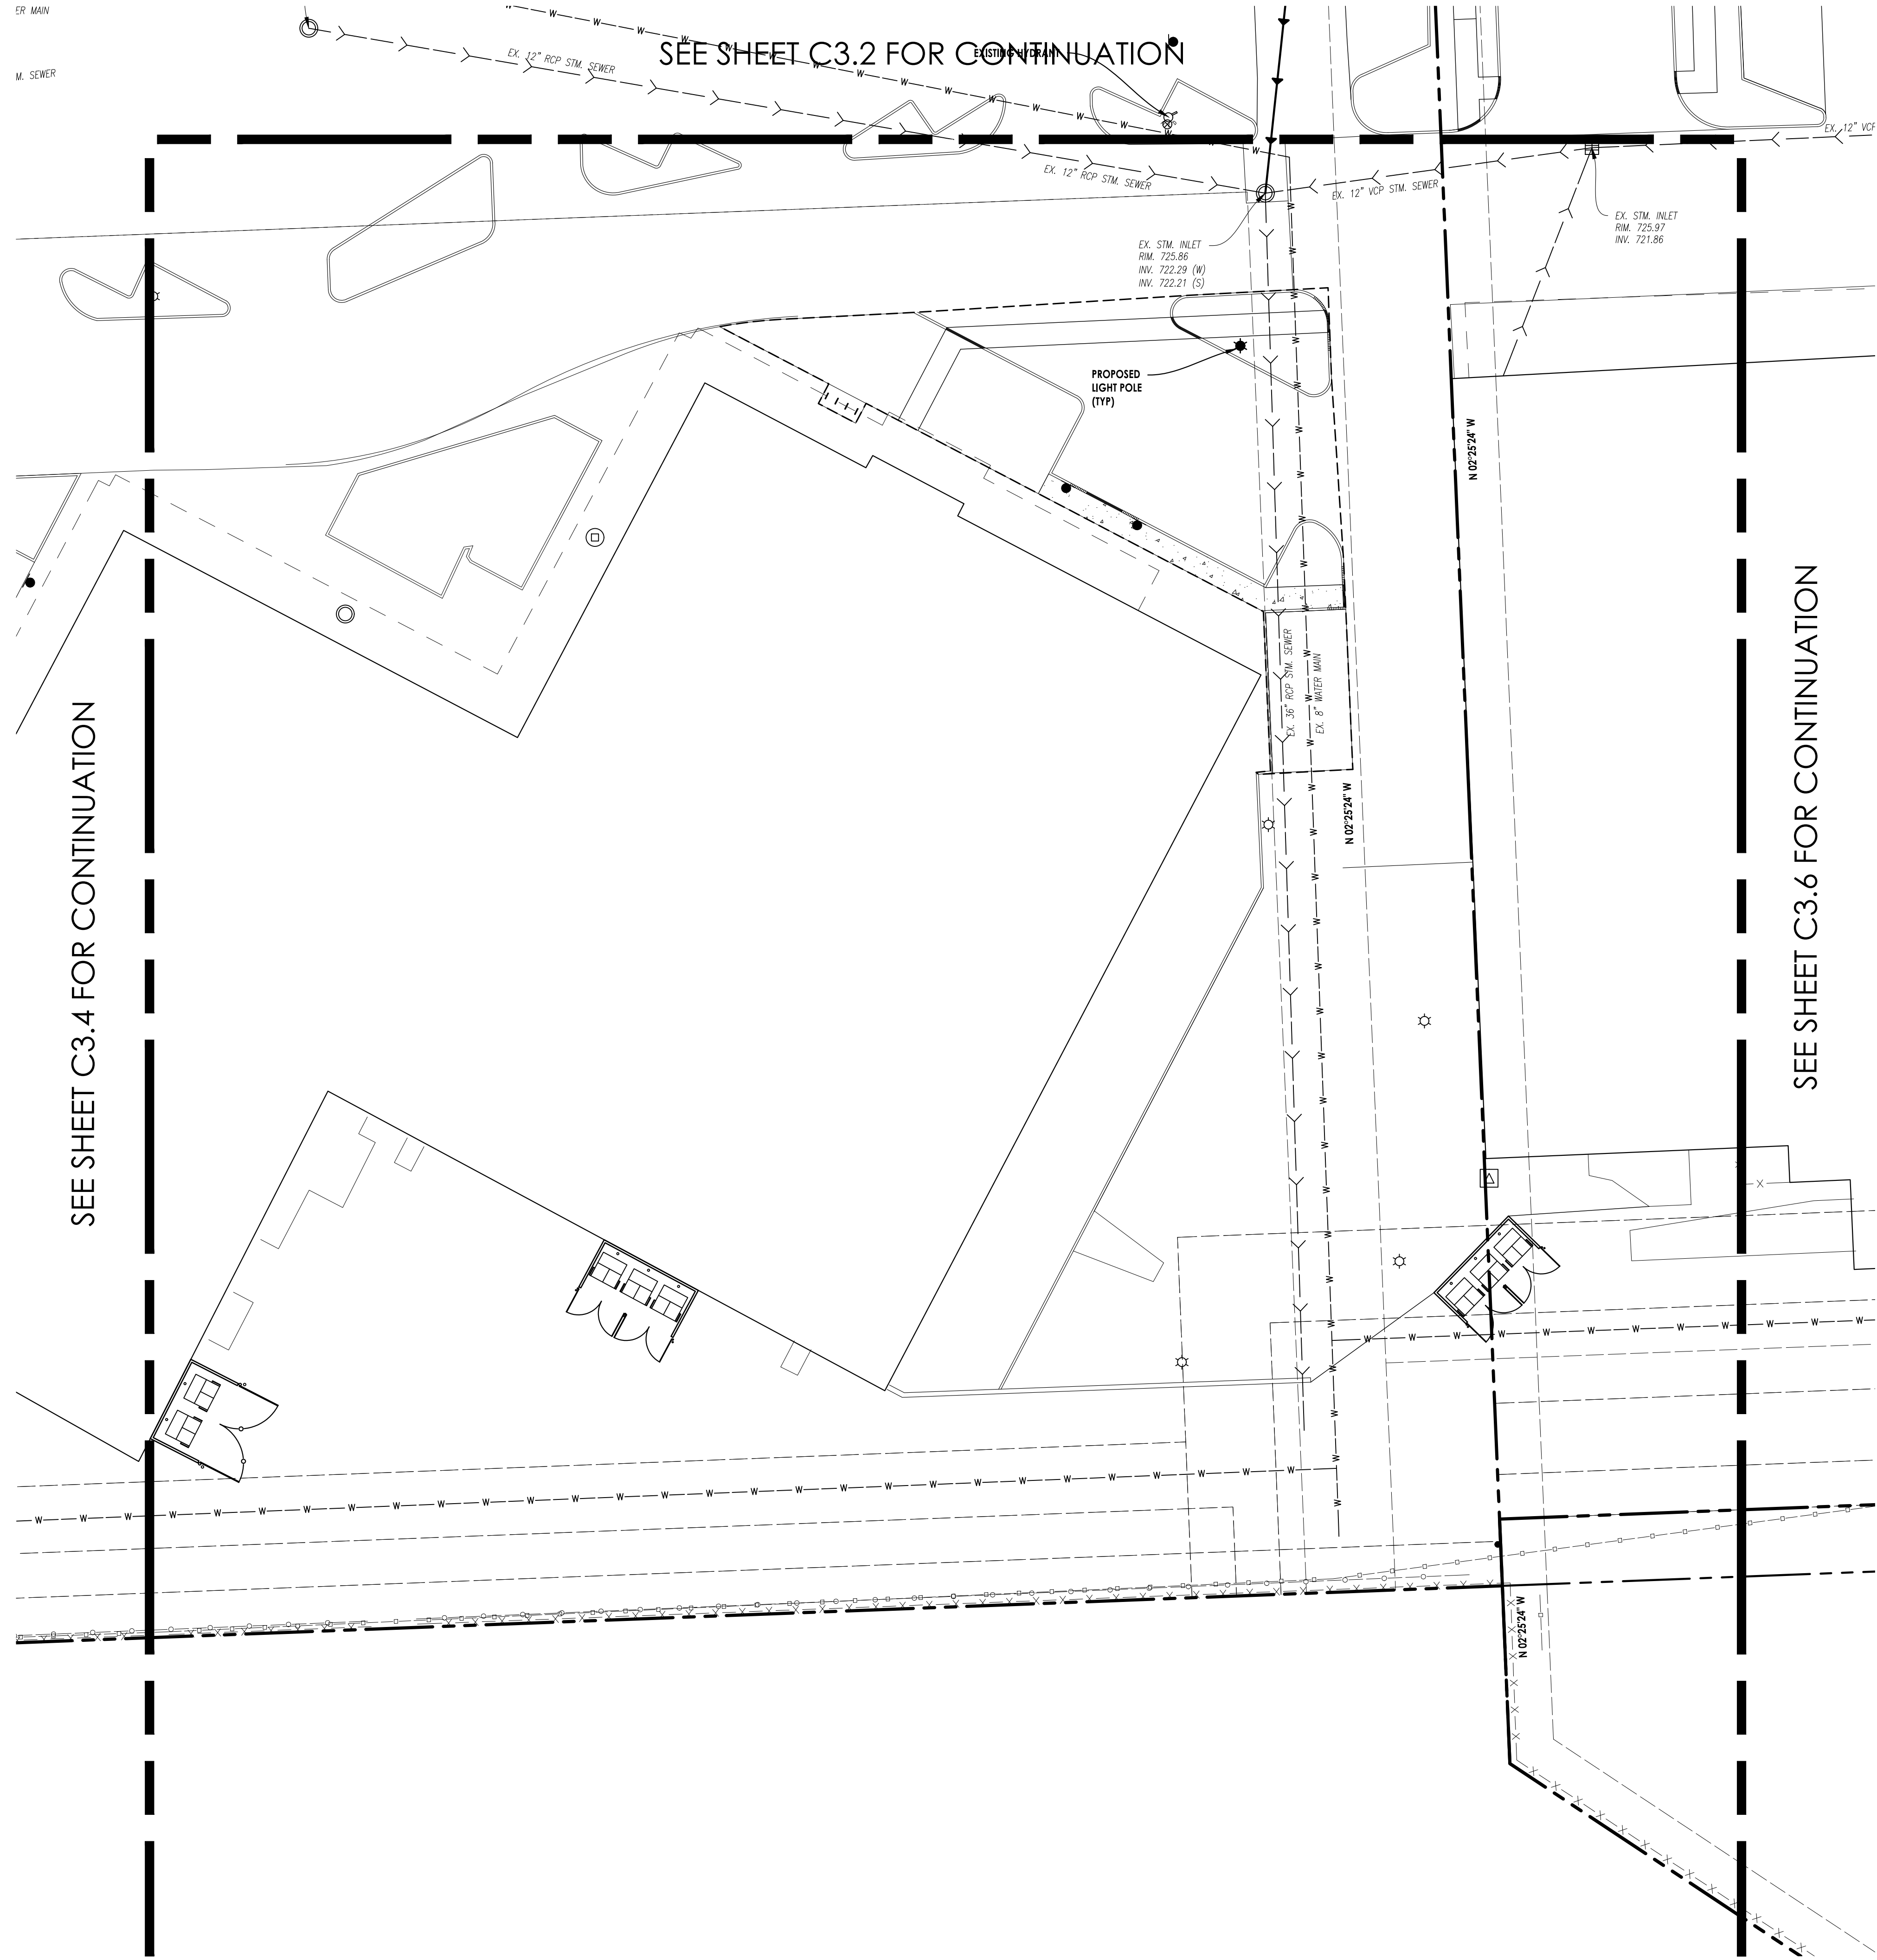 ER MAIN
M. SEWER
SEE SHEET C3.2 FOR CONTINUATION
EXISTING HYDRANT
EX. 12" RCP STM. SEWER
EX. 12" RCP STM. SEWER
EX. 12" VCP STM. SEWER
EX. 12" VCP
EX. STM. INLET
RIM. 725.97
INV. 721.86
EX. STM. INLET
RIM. 725.86
INV. 722.29 (W)
INV. 722.21 (S)
PROPOSED
LIGHT POLE
(TYP)
N 02°25'24" W
EX. 36" RCP STM. SEWER
EX. 8" WATER MAIN
N 02°25'24" W
SEE SHEET C3.4 FOR CONTINUATION
SEE SHEET C3.6 FOR CONTINUATION
N 02°25'24" W